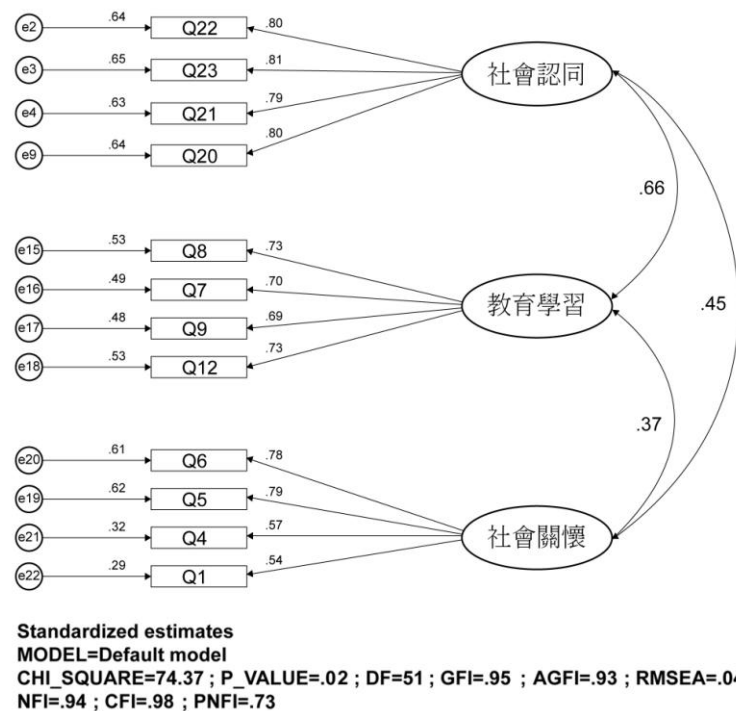 e2 .64 Q22 .80
e3 .65 Q23 .81 社會認同
e4 .63 Q21 .79
e9 .64 Q20 .80
.66
e15 .53 Q8 .73
e16 .49 Q7 .70
教育學習 .45
e17 .48 Q9 .69
e18 .53 Q12 .73
.37
e20 .61 Q6 .78
e19 .62 Q5 .79
e21 .32 Q4 .57 社會關懷
e22 .29 Q1 .54
Standardized estimates
MODEL=Default model
CHI_SQUARE=74.37 ; P_VALUE=.02 ; DF=51 ; GFI=.95 ; AGFI=.93 ; RMSEA=.04
NFI=.94 ; CFI=.98 ; PNFI=.73